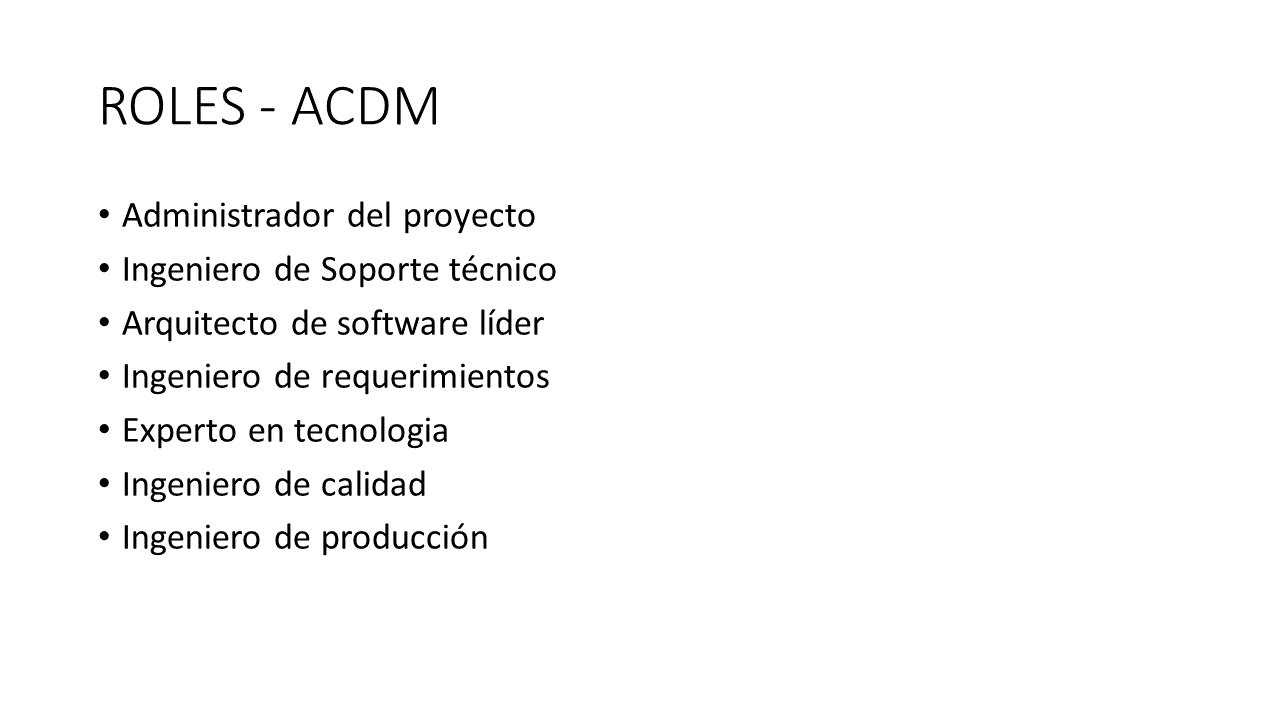 ROLES - ACDM
• Administrador del proyecto
• Ingeniero de Soporte técnico
• Arquitecto de software líder
• Ingeniero de requerimientos
• Experto en tecnologia
• Ingeniero de calidad
• Ingeniero de producción